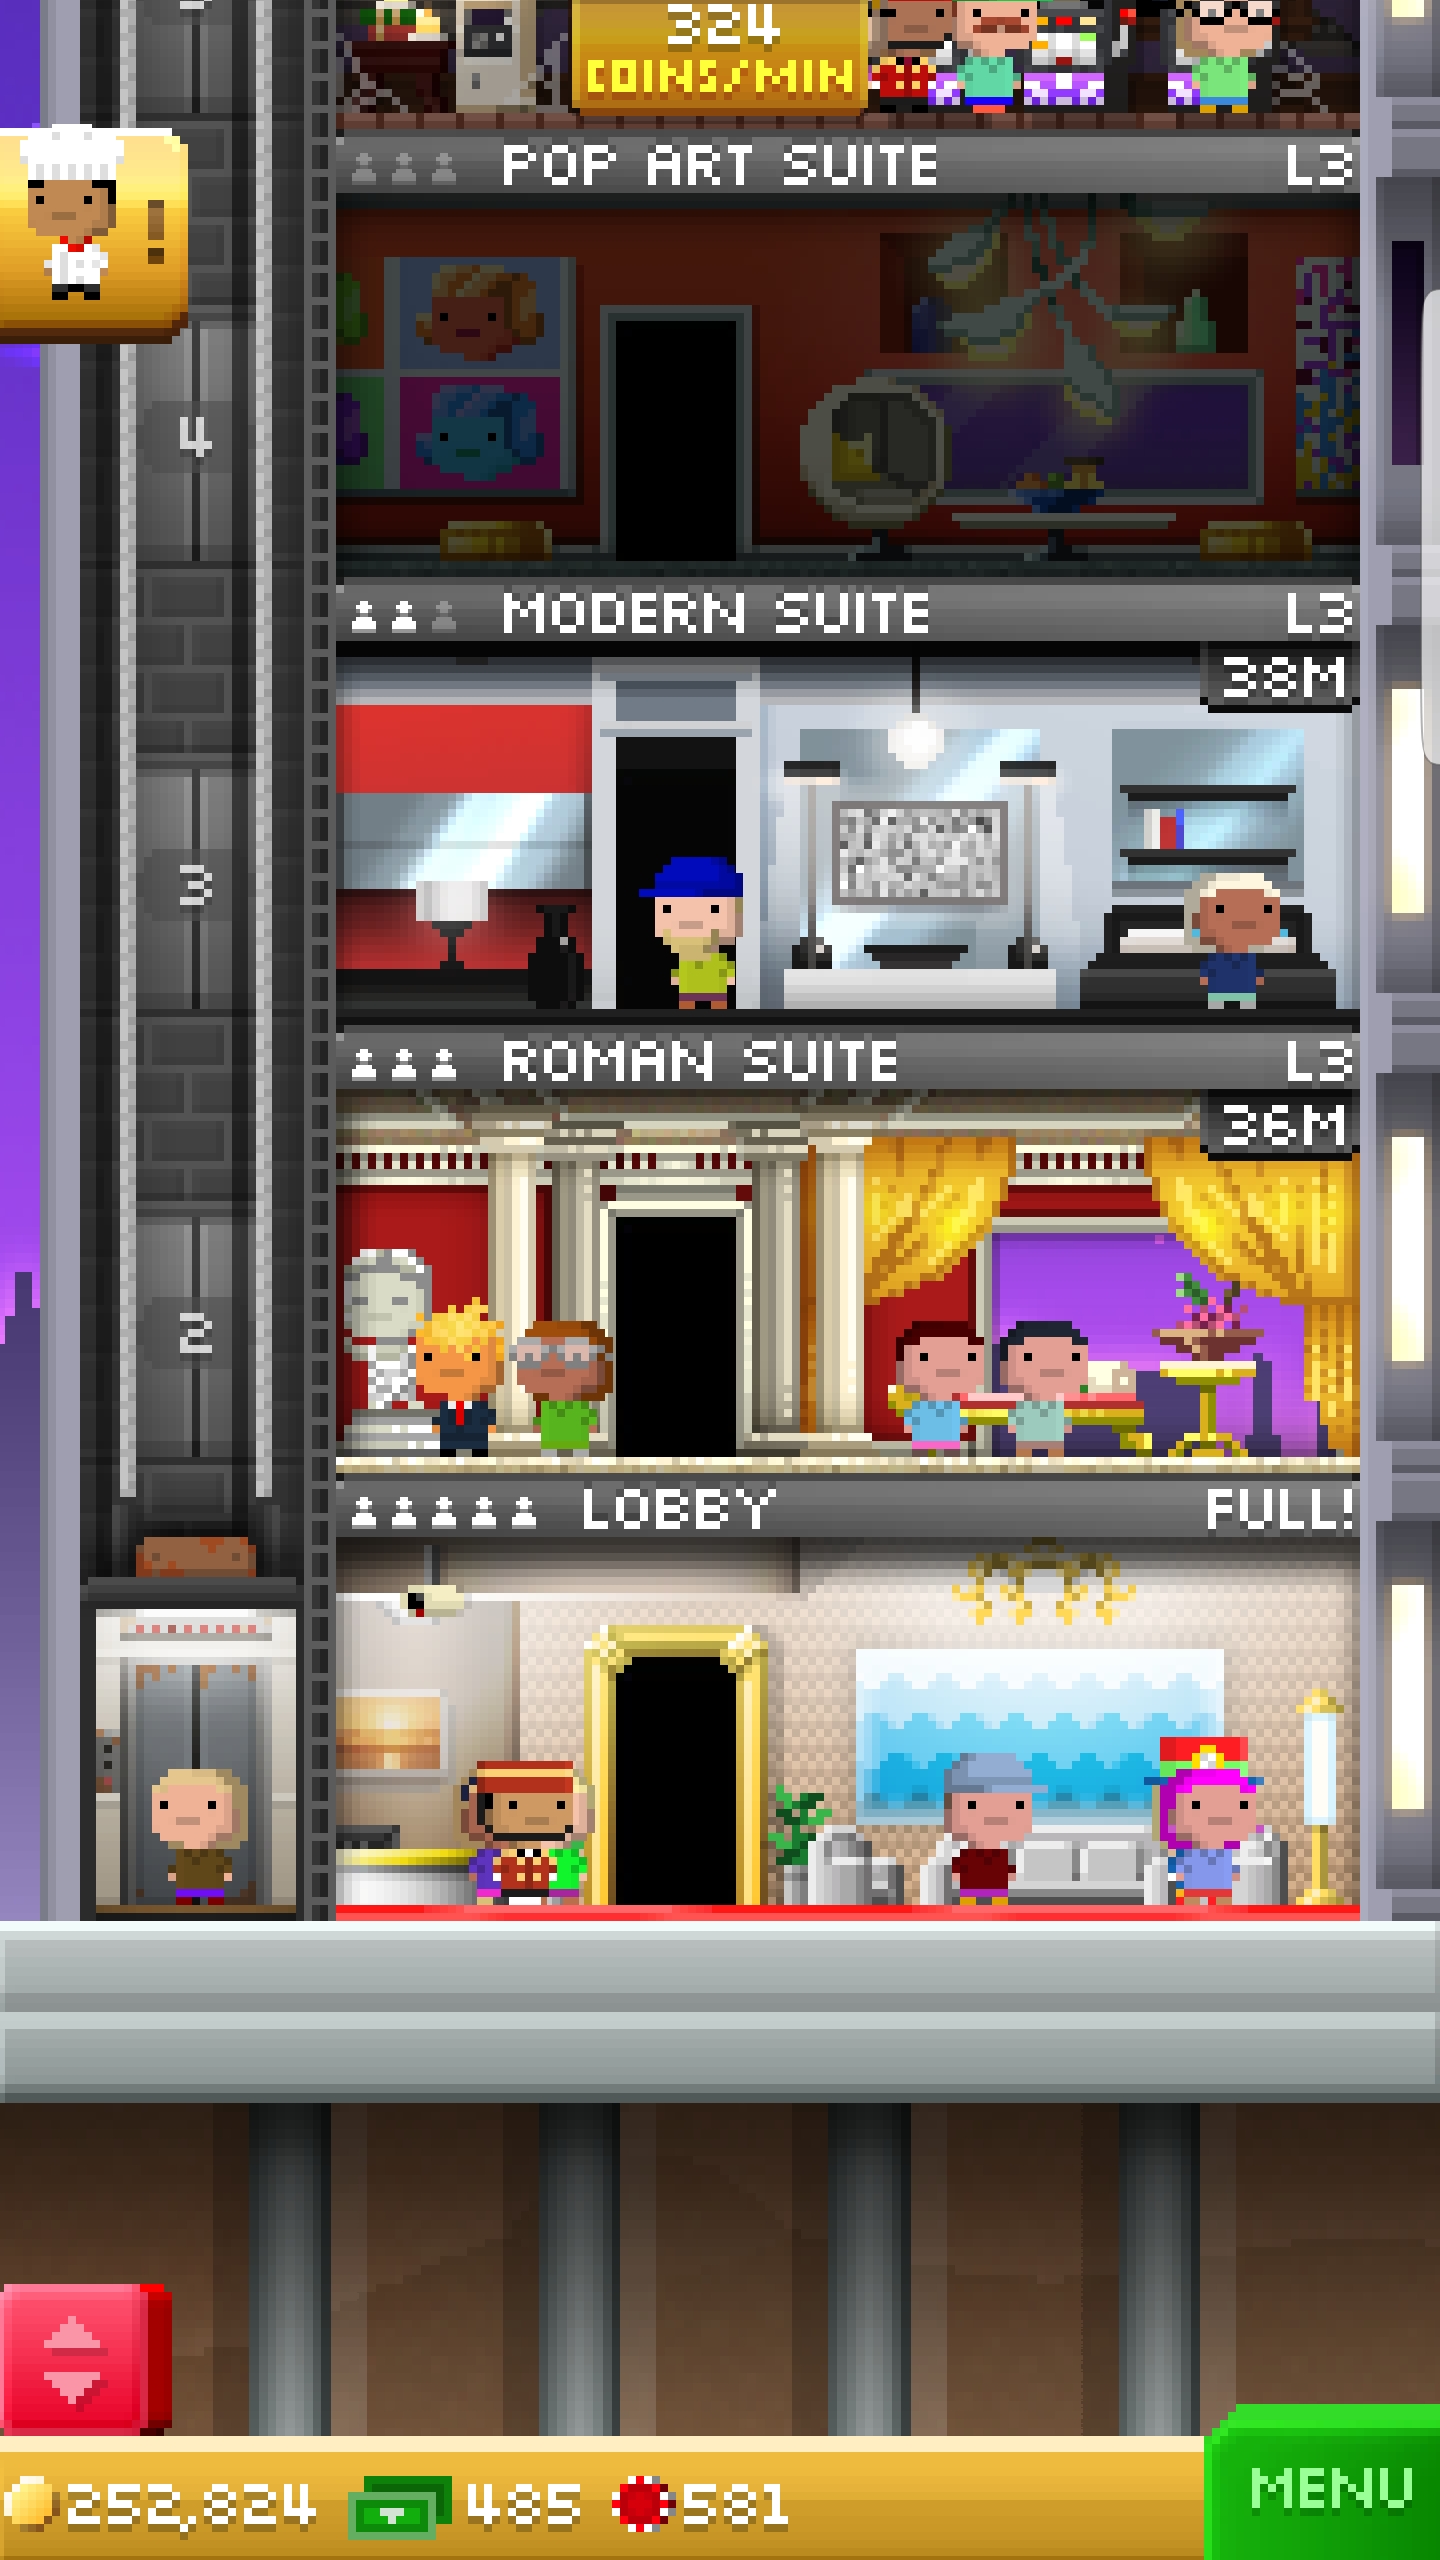 324
COINS/MIN
POP ART SUITE L3
!
4
MODERN SUITE L3
38M
3
ROMAN SUITE L3
36M
2
LOBBY FULL!
252,824 485 581
MENU